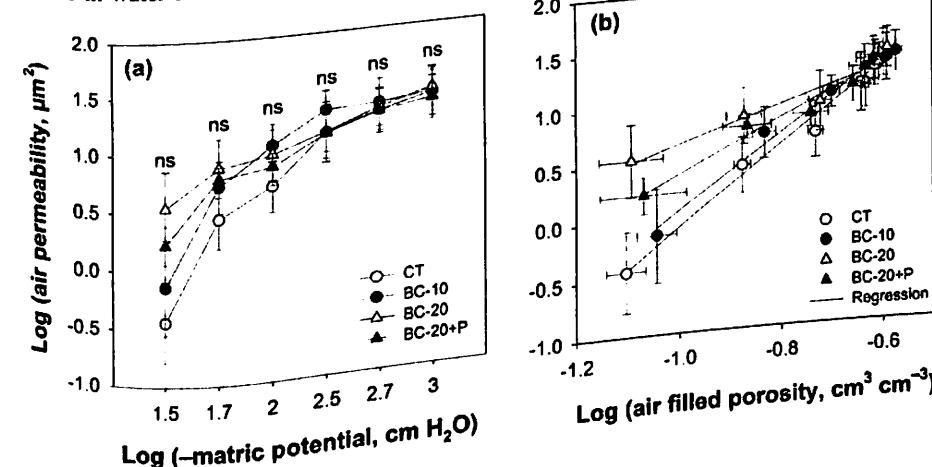 (a)
ns
ns
ns
ns
ns
ns
2.0
1.5
1.0
0.5
0.0
-0.5
-1.0
Log (air permeability, µm²)
CT
BC-10
BC-20
BC-20+P
1.5 1.7 2 2.5 2.7 3
Log (–matric potential, cm H₂O)
(b)
2.0
1.5
1.0
0.5
0.0
-0.5
-1.0
CT
BC-10
BC-20
BC-20+P
Regression
-1.2 -1.0 -0.8 -0.6
Log (air filled porosity, cm³ cm⁻³)